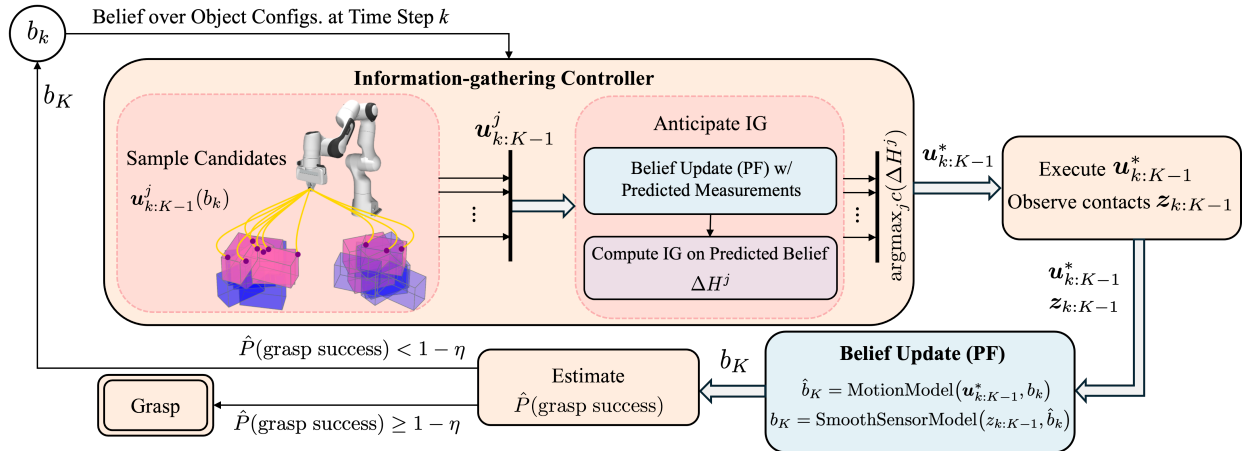 b_k
Belief over Object Configs. at Time Step k
b_K
Information-gathering Controller
Sample Candidates
u^j_{k:K−1}(b_k)
u^j_{k:K−1}
⋮
Anticipate IG
Belief Update (PF) w/
Predicted Measurements
Compute IG on Predicted Belief
ΔH^j
⋮
argmax_j c(ΔH^j)
u^*_{k:K−1}
Execute u^*_{k:K−1}
Observe contacts z_{k:K−1}
u^*_{k:K−1}
z_{k:K−1}
Belief Update (PF)
b̂_K = MotionModel(u^*_{k:K−1}, b_k)
b_K = SmoothSensorModel(z_{k:K−1}, b̂_k)
b_K
Estimate
P̂(grasp success)
P̂(grasp success) < 1 − η
P̂(grasp success) ≥ 1 − η
Grasp